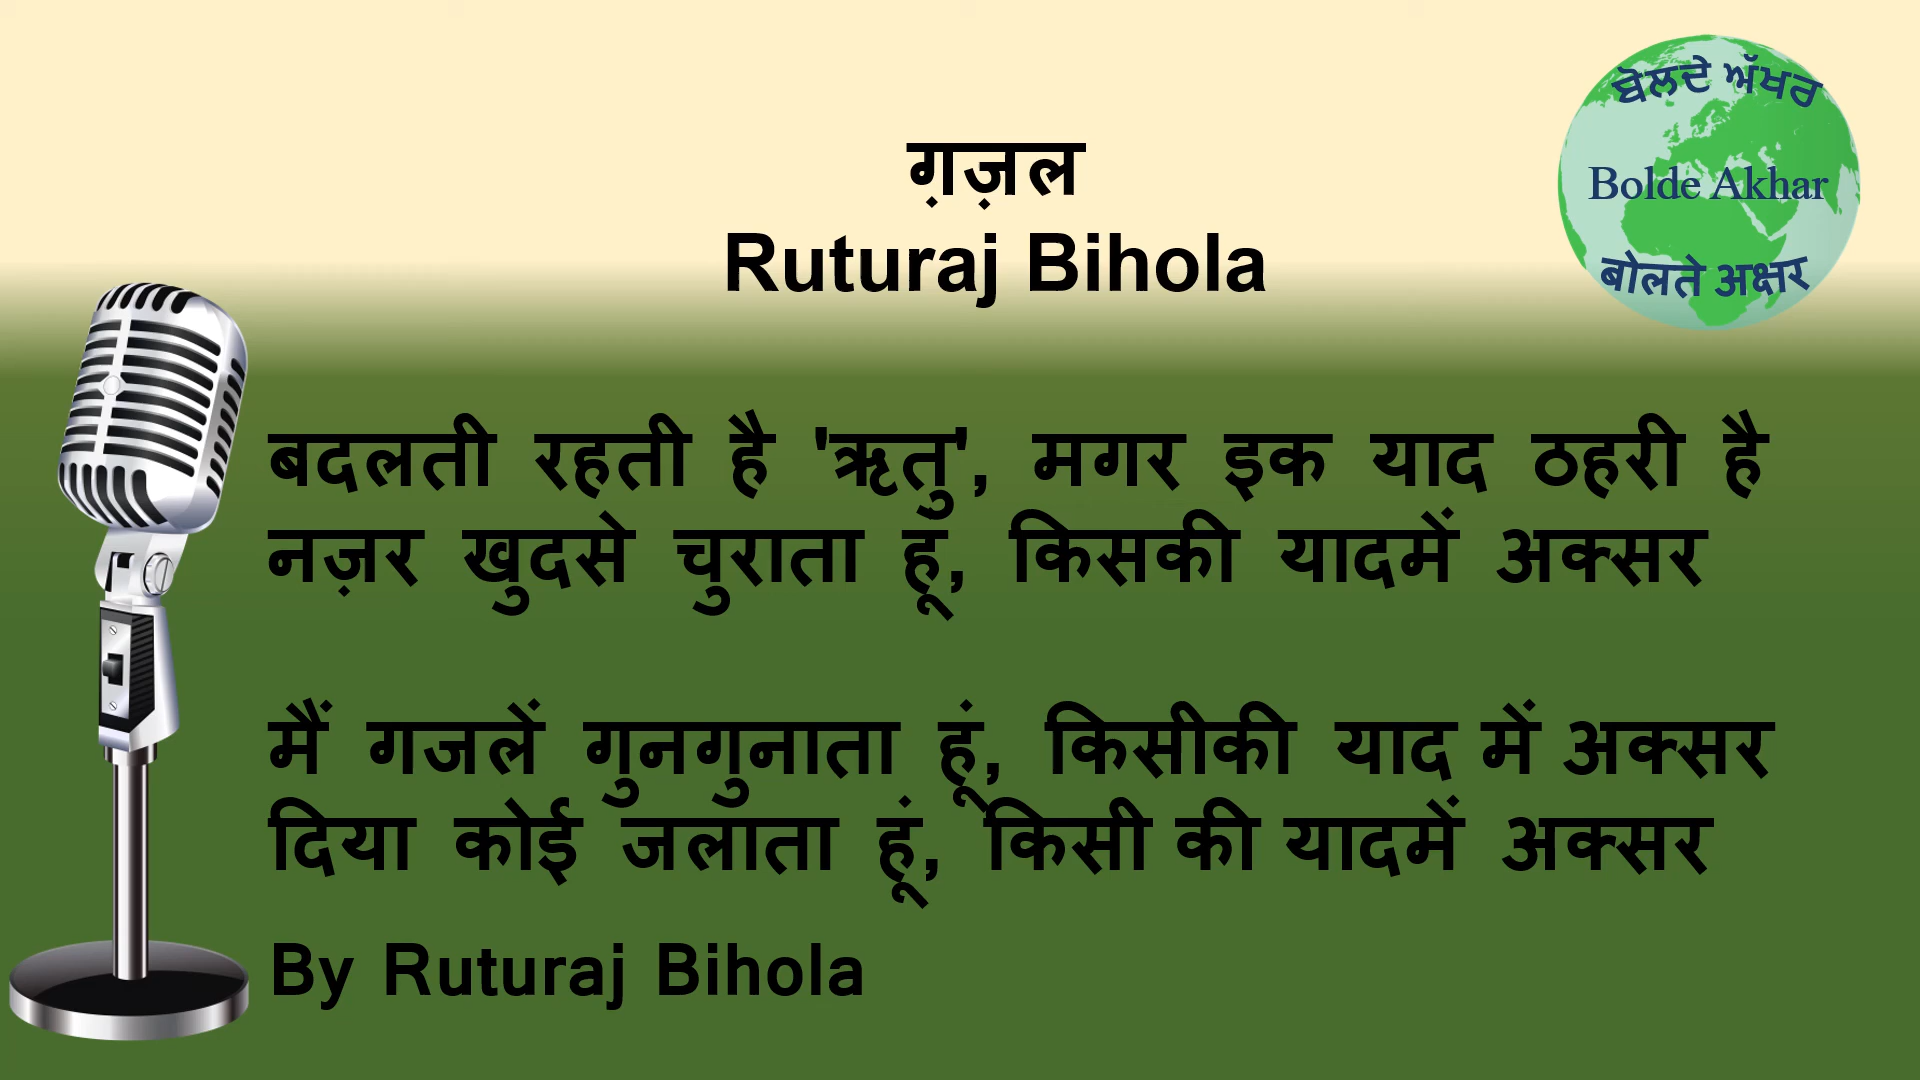 ਬੋਲਦੇ ਅੱਖਰ
Bolde Akhar
बोलते अक्षर
ग़ज़ल
Ruturaj Bihola
बदलती रहती है 'ऋतु', मगर इक याद ठहरी है
नज़र खुदसे चुराता हूं, किसकी यादमें अक्सर
मैं गजलें गुनगुनाता हूं, किसीकी याद में अक्सर
दिया कोई जलाता हूं, किसी की यादमें अक्सर
By Ruturaj Bihola